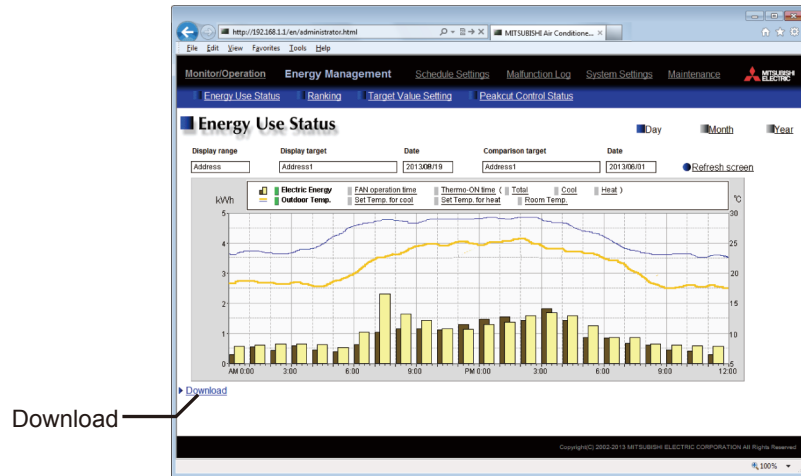 http://192.168.1.1/en/administrator.html
MITSUBISHI Air Conditione...
File Edit View Favorites Tools Help
Monitor/Operation Energy Management Schedule Settings Malfunction Log System Settings Maintenance MITSUBISHI ELECTRIC
Energy Use Status Ranking Target Value Setting Peakcut Control Status
Energy Use Status Day Month Year
Display range Display target Date Comparison target Date
Address Address1 2013/08/19 Address1 2013/06/01 Refresh screen
Electric Energy FAN operation time Thermo-ON time ( Total Cool Heat )
Outdoor Temp. Set Temp. for cool Set Temp. for heat Room Temp.
kWh °C
5 30
4 25
3 20
2 15
1 10
0 5
AM 0:00 3:00 6:00 9:00 PM 0:00 3:00 6:00 9:00 12:00
Download
Download
Copyright(C) 2002-2013 MITSUBISHI ELECTRIC CORPORATION All Rights Reserved.
100%